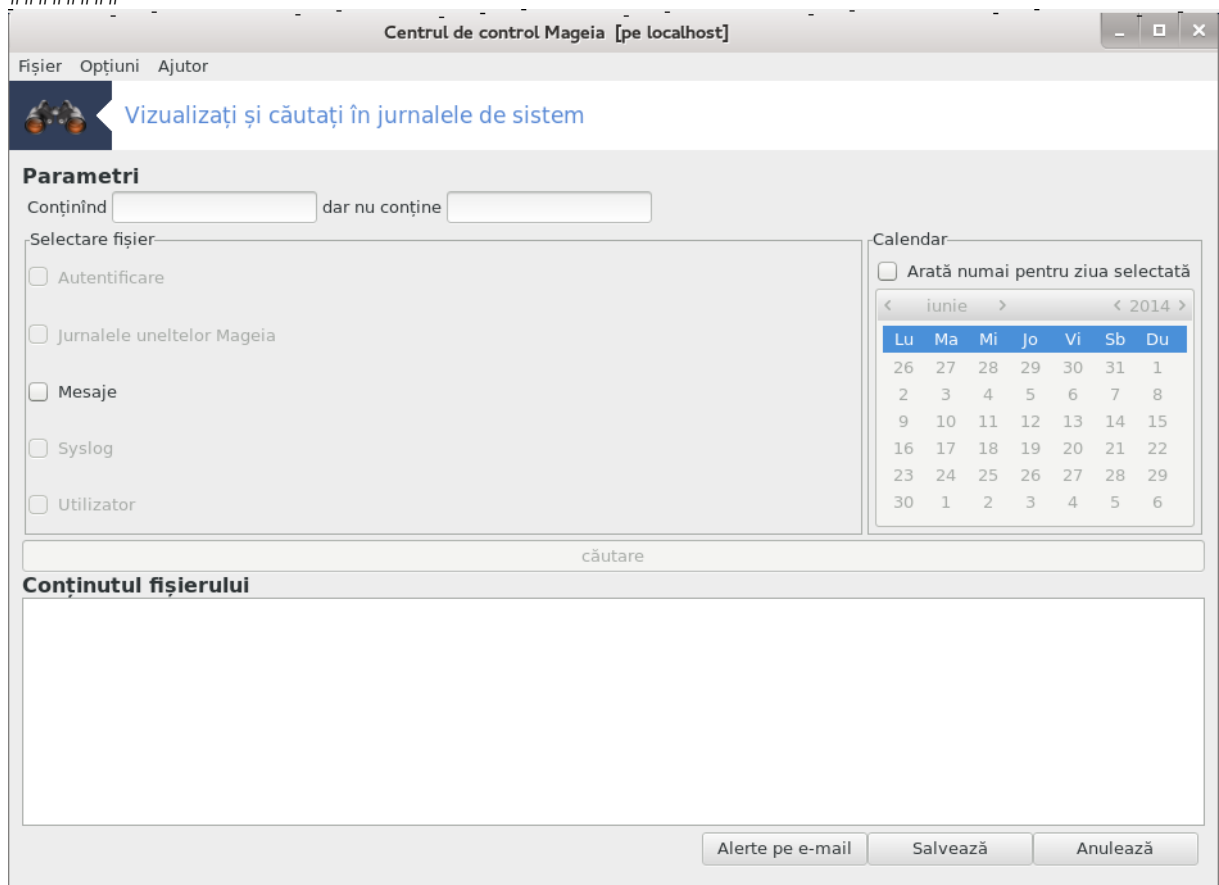 Centrul de control Mageia [pe localhost]
Fișier Opțiuni Ajutor
Vizualizați și căutați în jurnalele de sistem
Parametri
Conținînd dar nu conține
Selectare fișier
Autentificare
Jurnalele uneltelor Mageia
Mesaje
Syslog
Utilizator
Calendar
Arată numai pentru ziua selectată
< iunie > < 2014 >
Lu Ma Mi Jo Vi Sb Du
26 27 28 29 30 31 1
2 3 4 5 6 7 8
9 10 11 12 13 14 15
16 17 18 19 20 21 22
23 24 25 26 27 28 29
30 1 2 3 4 5 6
căutare
Conținutul fișierului
Alerte pe e-mail Salvează Anulează